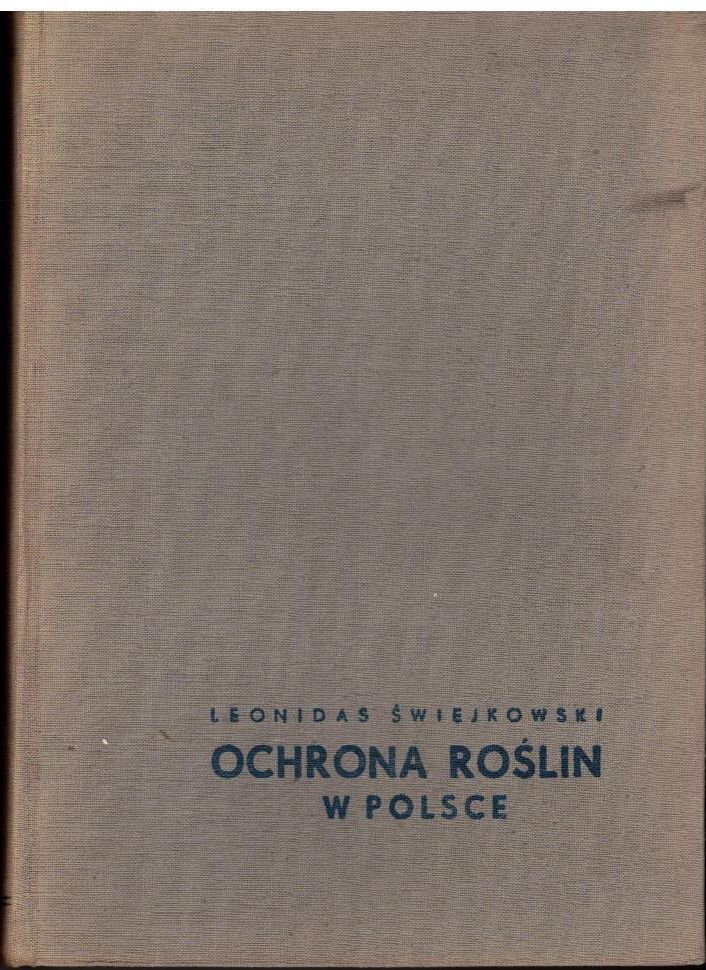 LEONIDAS ŚWIEJKOWSKI
OCHRONA ROŚLIN
W POLSCE